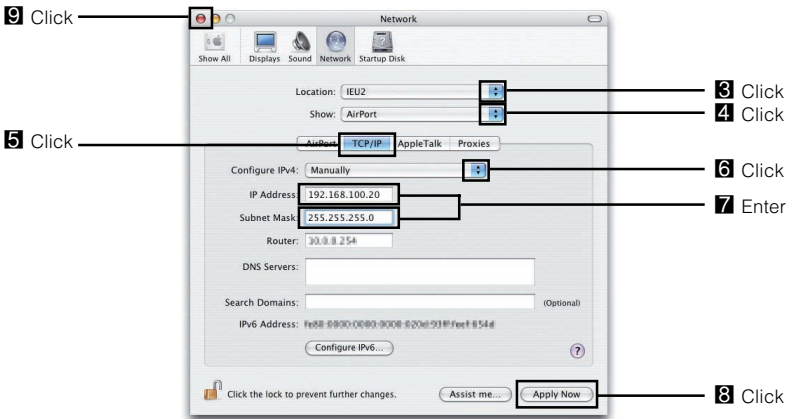 9 Click
Network
Show All
Displays
Sound
Network
Startup Disk
Location: IEU2
3 Click
Show: AirPort
4 Click
5 Click
AirPort
TCP/IP
AppleTalk
Proxies
Configure IPv4: Manually
6 Click
IP Address: 192.168.100.20
7 Enter
Subnet Mask: 255.255.255.0
Router:
DNS Servers:
Search Domains:
(Optional)
IPv6 Address:
Configure IPv6...
?
Click the lock to prevent further changes.
Assist me...
Apply Now
8 Click